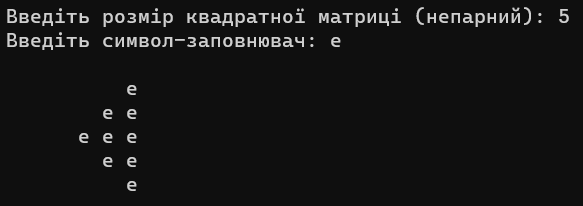 Введіть розмір квадратної матриці (непарний): 5
Введіть символ-заповнювач: е

          е
        е е
      е е е
        е е
          е